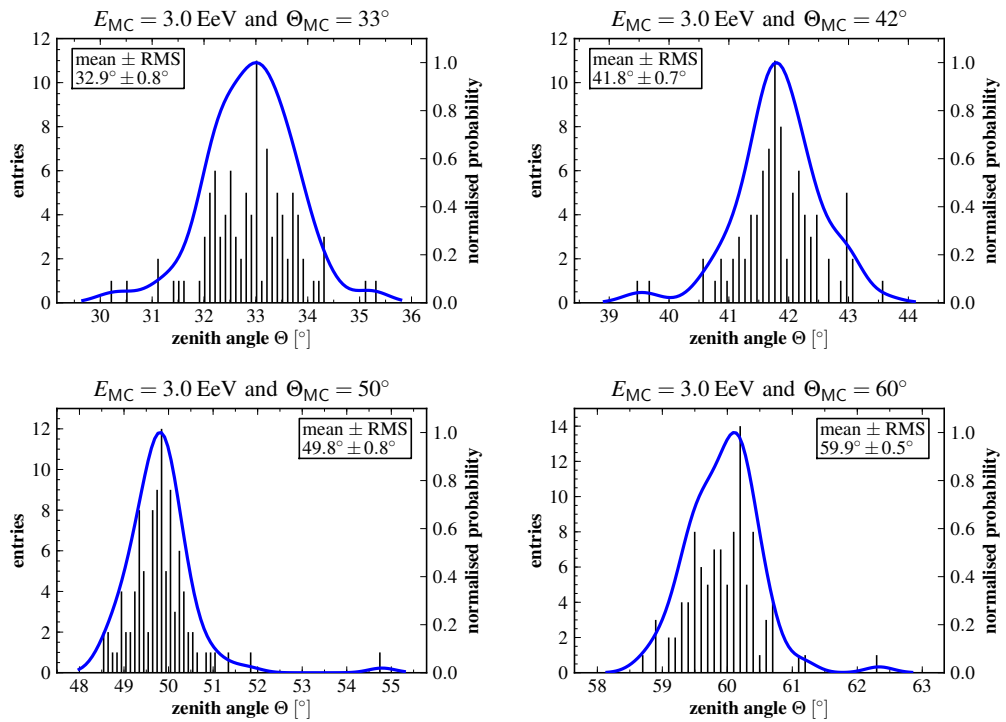 E_MC = 3.0 EeV and Θ_MC = 33°
12
10
8
6
4
2
0
entries
mean ± RMS
32.9° ±0.8°
1.0
0.8
0.6
0.4
0.2
0.0
normalised probability
30 31 32 33 34 35 36
zenith angle Θ [°]
E_MC = 3.0 EeV and Θ_MC = 42°
12
10
8
6
4
2
0
entries
mean ± RMS
41.8° ±0.7°
1.0
0.8
0.6
0.4
0.2
0.0
normalised probability
39 40 41 42 43 44
zenith angle Θ [°]
E_MC = 3.0 EeV and Θ_MC = 50°
12
10
8
6
4
2
0
entries
mean ± RMS
49.8° ±0.8°
1.0
0.8
0.6
0.4
0.2
0.0
normalised probability
48 49 50 51 52 53 54 55
zenith angle Θ [°]
E_MC = 3.0 EeV and Θ_MC = 60°
14
12
10
8
6
4
2
0
entries
mean ± RMS
59.9° ±0.5°
1.0
0.8
0.6
0.4
0.2
0.0
normalised probability
58 59 60 61 62 63
zenith angle Θ [°]